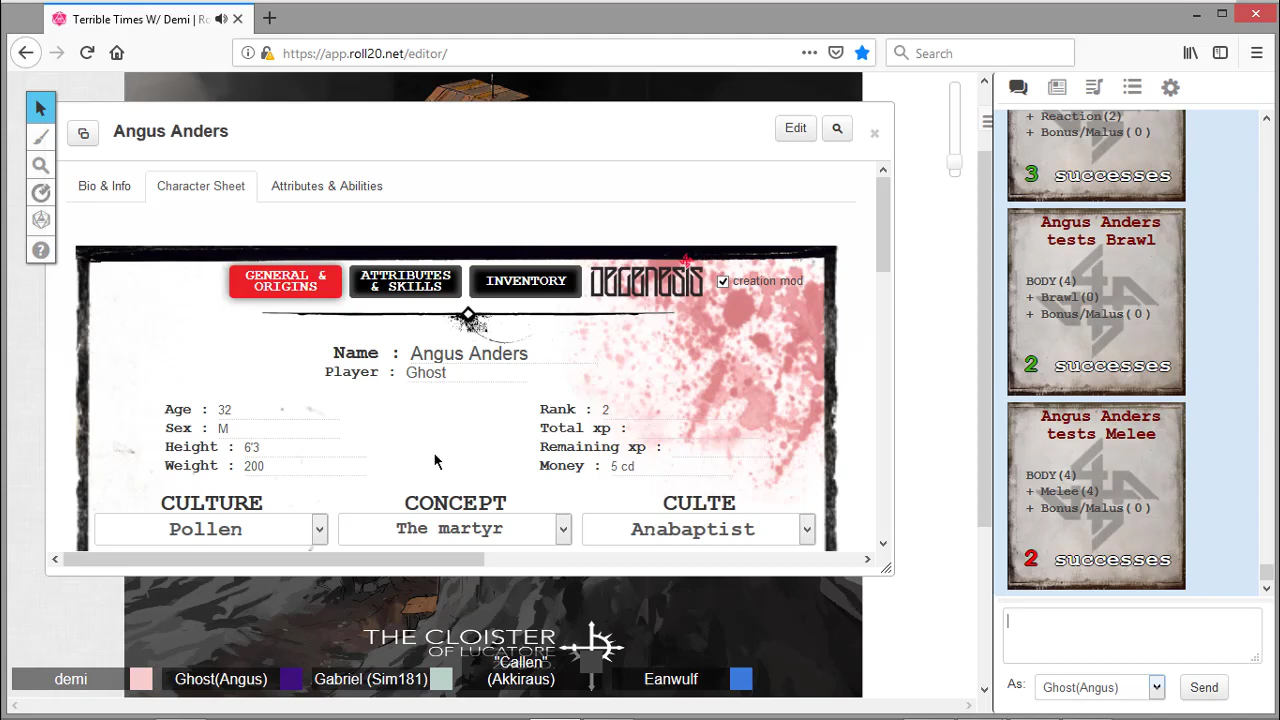 Terrible Times W/ Demi | Ro
https://app.roll20.net/editor/
Search
Angus Anders
Edit
Bio & Info
Character Sheet
Attributes & Abilities
GENERAL &
ORIGINS
ATTRIBUTES
& SKILLS
INVENTORY
DEGENESIS
creation mod
Name : Angus Anders
Player : Ghost
Age : 32
Sex : M
Height : 6'3
Weight : 200
Rank : 2
Total xp :
Remaining xp :
Money : 5 cd
CULTURE
CONCEPT
CULTE
Pollen
The martyr
Anabaptist
THE CLOISTER
OF LUCATORE
demi
Ghost(Angus)
Gabriel (Sim181)
"Callen"
(Akkiraus)
Eanwulf
+ Reaction(2)
+ Bonus/Malus( 0 )
3 successes
Angus Anders
tests Brawl
BODY(4)
+ Brawl(0)
+ Bonus/Malus( 0 )
2 successes
Angus Anders
tests Melee
BODY(4)
+ Melee(4)
+ Bonus/Malus( 0 )
2 successes
As:
Ghost(Angus)
Send